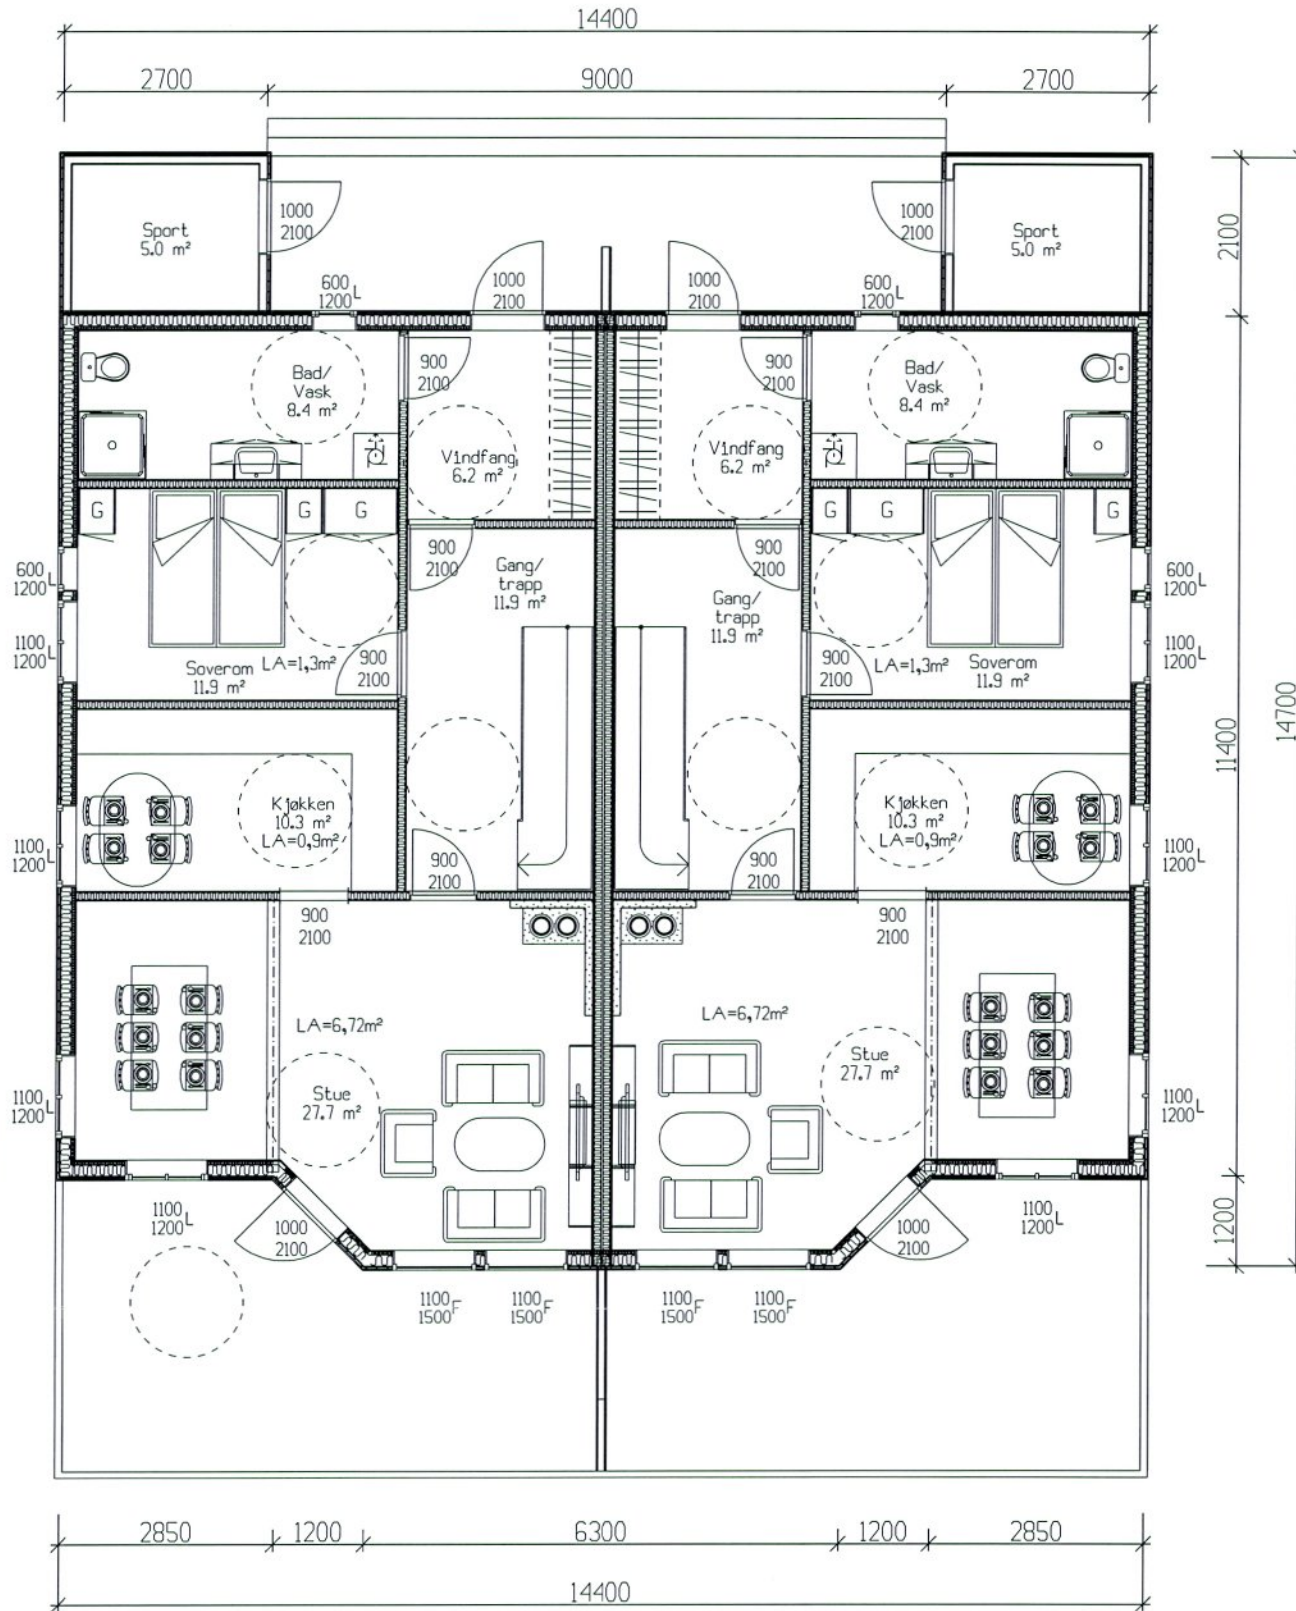 14400
2700
9000
2700
Sport
5.0 m²
1000
2100
1000
2100
Sport
5.0 m²
2100
600
1200L
1000
2100
1000
2100
600
1200L
Bad/
Vask
8.4 m²
900
2100
900
2100
Bad/
Vask
8.4 m²
Vindfang
6.2 m²
Vindfang
6.2 m²
G
G
G
G
G
G
900
2100
Gang/
trapp
11.9 m²
900
2100
Gang/
trapp
11.9 m²
600
1200L
600
1200L
1100
1200L
1100
1200L
Soverom
11.9 m²
LA=1,3m²
900
2100
900
2100
LA=1,3m²
Soverom
11.9 m²
14700
11400
Kjøkken
10.3 m²
LA=0,9m²
Kjøkken
10.3 m²
LA=0,9m²
1100
1200L
1100
1200L
900
2100
900
2100
900
2100
900
2100
LA=6,72m²
LA=6,72m²
Stue
27.7 m²
Stue
27.7 m²
1100
1200L
1100
1200L
1100
1200L
1000
2100
1000
2100
1100
1200L
1200
1100
1500F
1100
1500F
1100
1500F
1100
1500F
2850
1200
6300
1200
2850
14400